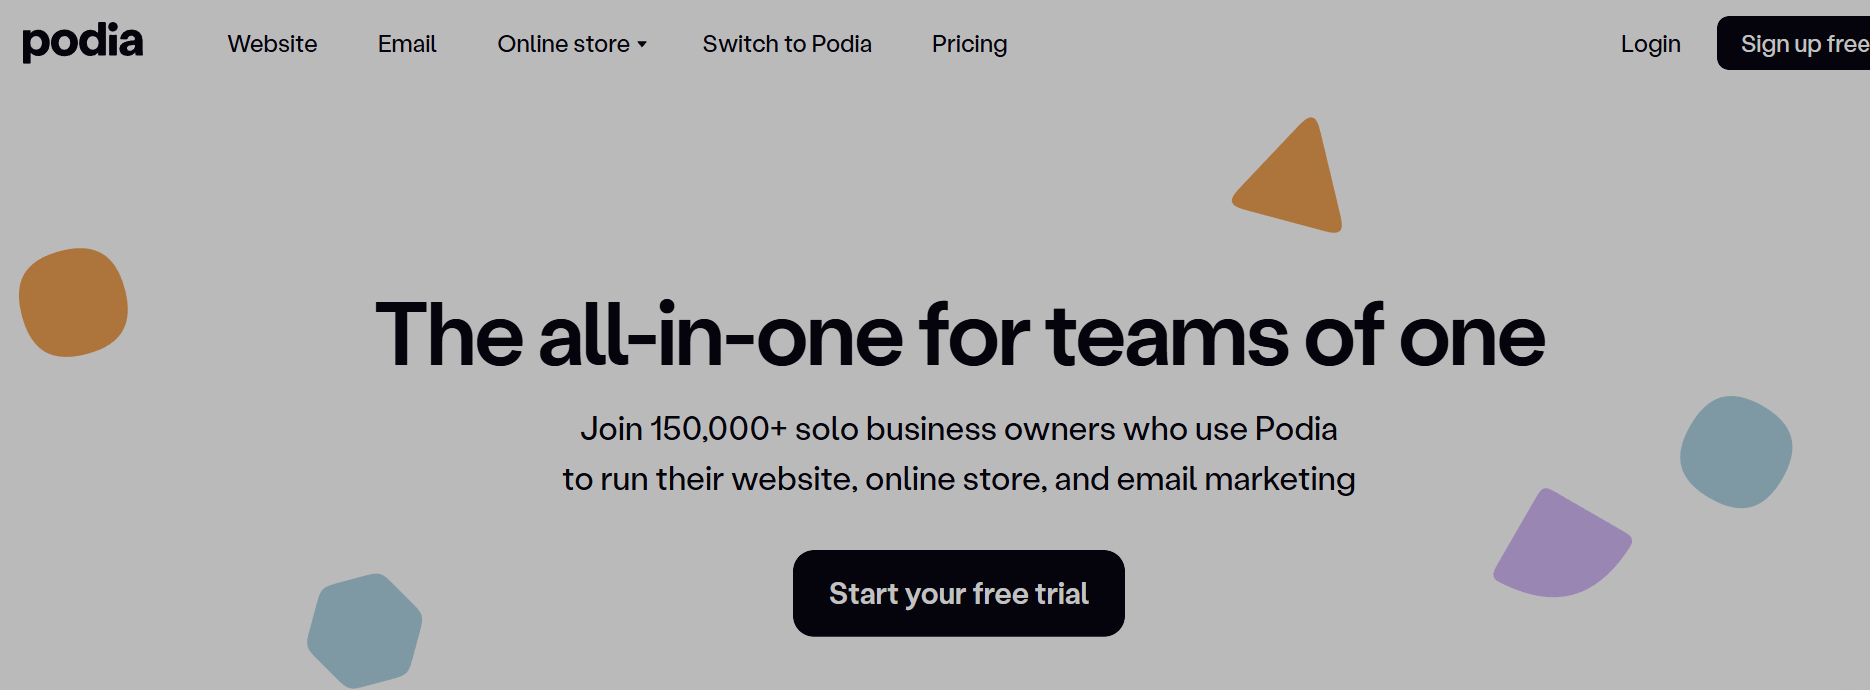 podia
Website
Email
Online store
Switch to Podia
Pricing
Login
Sign up free
The all-in-one for teams of one
Join 150,000+ solo business owners who use Podia
to run their website, online store, and email marketing
Start your free trial